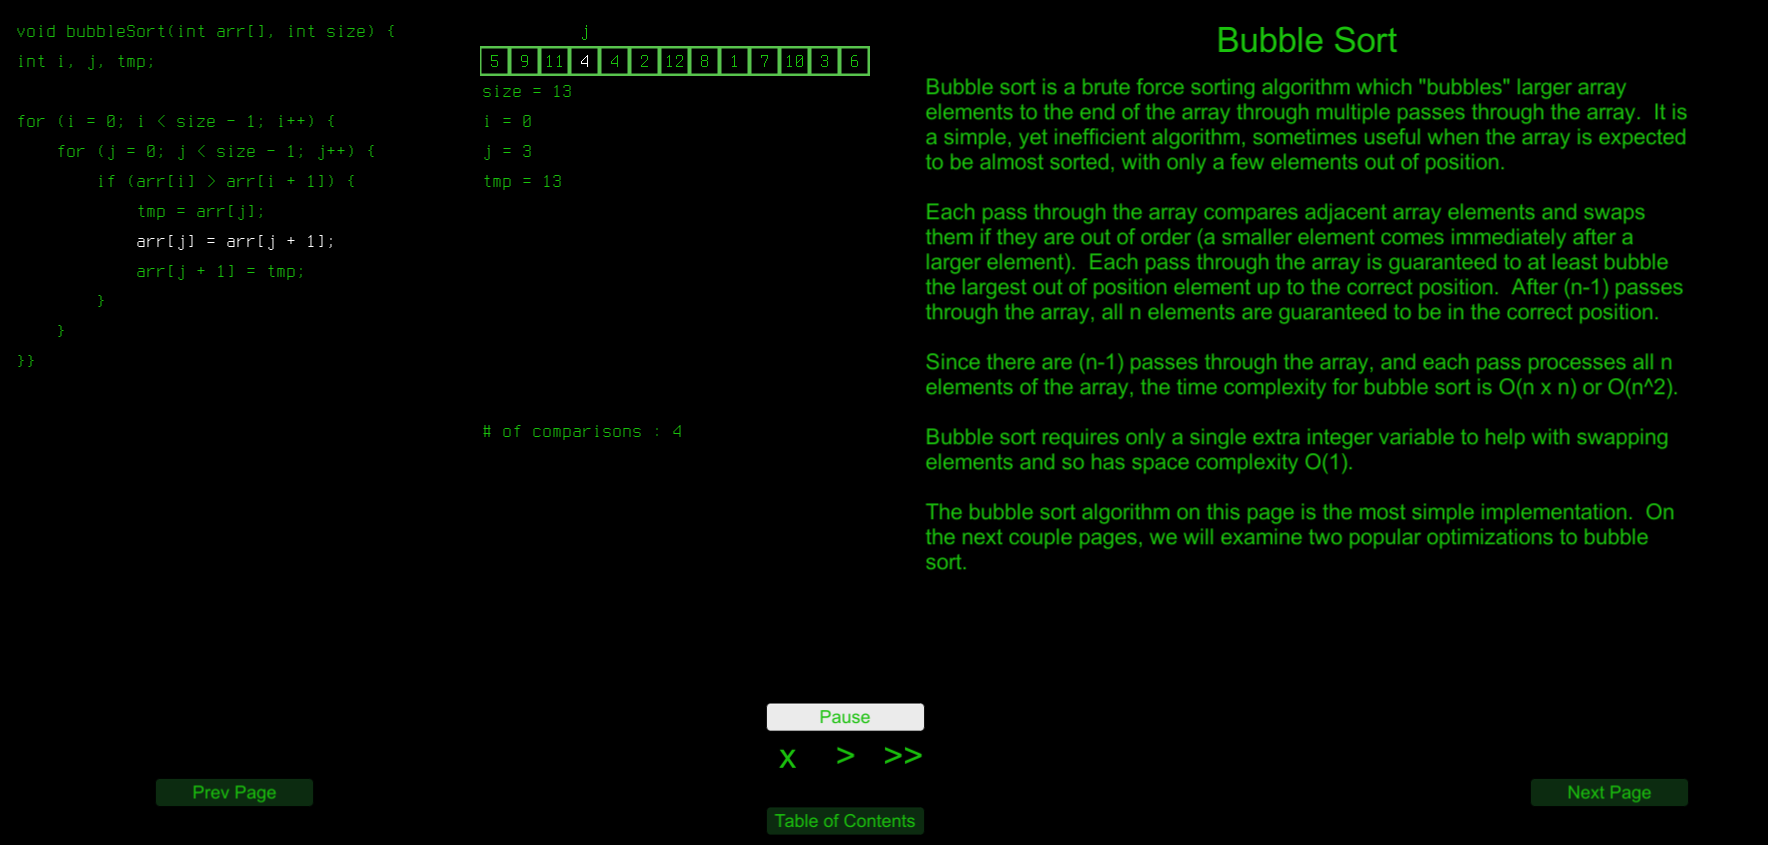 void bubbleSort(int arr[], int size) {
int i, j, tmp;
for (i = 0; i < size - 1; i++) {
for (j = 0; j < size - 1; j++) {
if (arr[i] > arr[i + 1]) {
tmp = arr[j];
arr[j] = arr[j + 1];
arr[j + 1] = tmp;
}
}
}}
j
5 9 11 4 4 2 12 8 1 7 10 3 6
size = 13
i = 0
j = 3
tmp = 13
# of comparisons : 4
Bubble Sort
Bubble sort is a brute force sorting algorithm which "bubbles" larger array
elements to the end of the array through multiple passes through the array. It is
a simple, yet inefficient algorithm, sometimes useful when the array is expected
to be almost sorted, with only a few elements out of position.
Each pass through the array compares adjacent array elements and swaps
them if they are out of order (a smaller element comes immediately after a
larger element). Each pass through the array is guaranteed to at least bubble
the largest out of position element up to the correct position. After (n-1) passes
through the array, all n elements are guaranteed to be in the correct position.
Since there are (n-1) passes through the array, and each pass processes all n
elements of the array, the time complexity for bubble sort is O(n x n) or O(n^2).
Bubble sort requires only a single extra integer variable to help with swapping
elements and so has space complexity O(1).
The bubble sort algorithm on this page is the most simple implementation. On
the next couple pages, we will examine two popular optimizations to bubble
sort.
Pause
x > >>
Prev Page
Next Page
Table of Contents